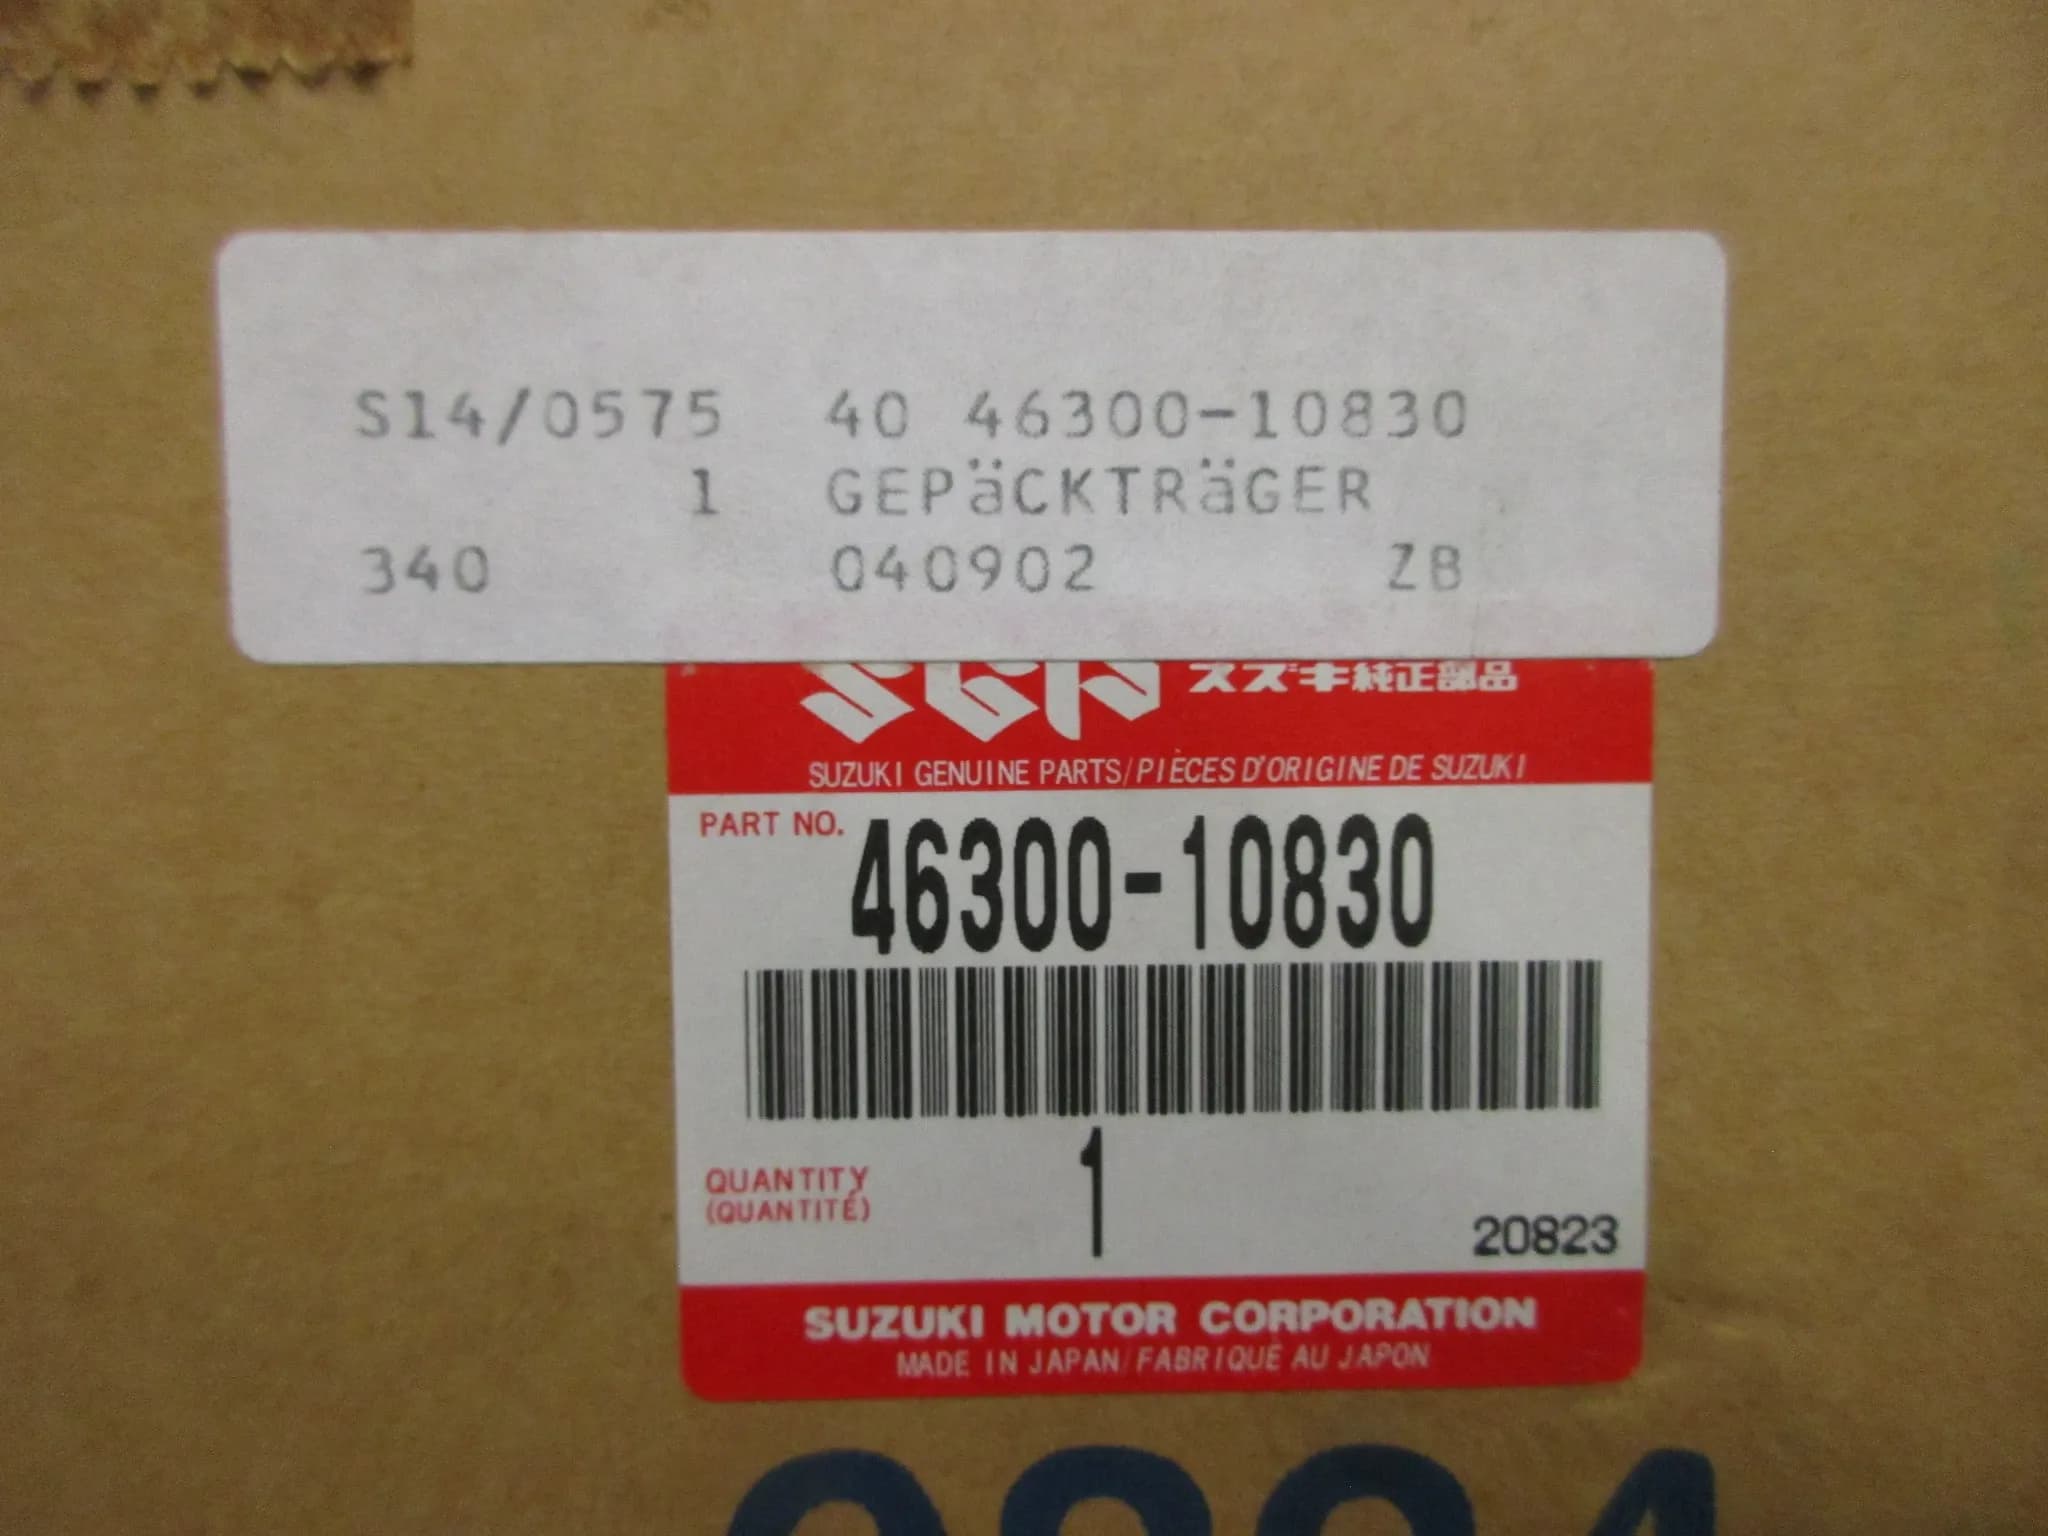 S14/0575 40 46300-10830
1 GEPäCKTRäGER
340 040902 ZB
SGP スズキ純正部品
SUZUKI GENUINE PARTS/PIÈCES D'ORIGINE DE SUZUKI
PART NO. 46300-10830
1
QUANTITY
(QUANTITÉ)
20823
SUZUKI MOTOR CORPORATION
MADE IN JAPAN/FABRIQUÉ AU JAPON